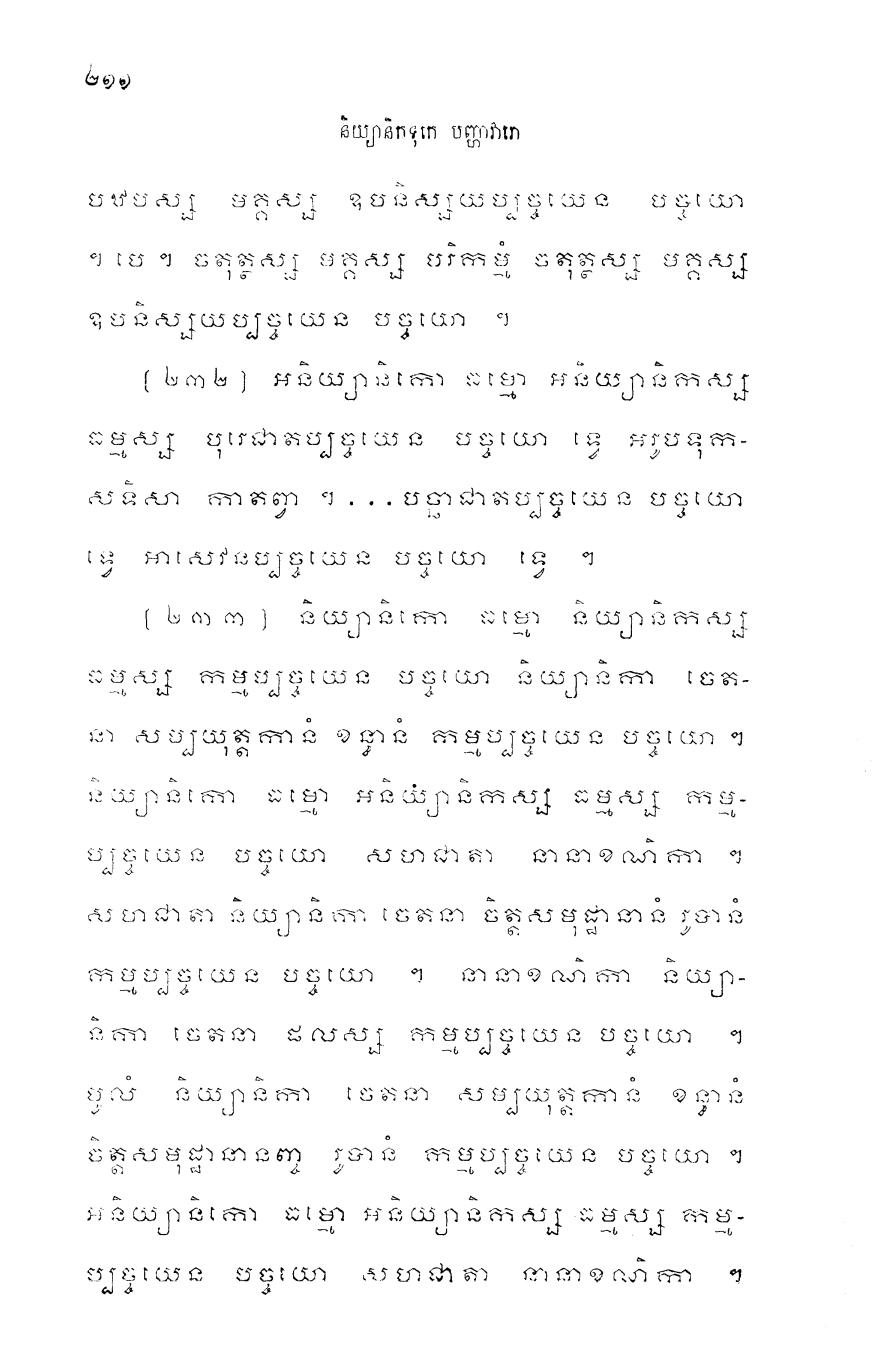 ២១១
និយ្យានិកទុកេ បញ្ហាវារោ
បឋមស្ស មគ្គស្ស ឧបនិស្សយប្បច្ចយេន បច្ចយោ
។ បេ ។ ចតុត្ថស្ស មគ្គស្ស បរិកម្មំ ចតុត្ថស្ស មគ្គស្ស
ឧបនិស្សយប្បច្ចយេន បច្ចយោ ។
(២៣២) អនិយ្យានិកោ ធម្មោ អនិយ្យានិកស្ស
ធម្មស្ស បុរេជាតប្បច្ចយេន បច្ចយោ ទ្វេ អរូបទុក-
សទិសា កាតព្វា ។ ...បច្ឆាជាតប្បច្ចយេន បច្ចយោ
ទ្វេ អាសេវនប្បច្ចយេន បច្ចយោ ទ្វេ ។
(២៣៣) និយ្យានិកោ ធម្មោ និយ្យានិកស្ស
ធម្មស្ស កម្មប្បច្ចយេន បច្ចយោ និយ្យានិកា ចេត-
នា សប្បយុត្តកានំ ខន្ធានំ កម្មប្បច្ចយេន បច្ចយោ ។
និយ្យានិកោ ធម្មោ អនិយ្យានិកស្ស ធម្មស្ស កម្ម-
ប្បច្ចយេន បច្ចយោ សហជាតា នានាខណិកា ។
សហជាតា និយ្យានិកា ចេតនា ចិត្តសមុដ្ឋានានំ រូបានំ
កម្មប្បច្ចយេន បច្ចយោ ។ នានាខណិកា និយ្យា-
និកា ចេតនា ផលស្ស កម្មប្បច្ចយេន បច្ចយោ ។
មូលំ និយ្យានិកា ចេតនា សម្បយុត្តកានំ ខន្ធានំ
ចិត្តសមុដ្ឋានានញ្ច រូបានំ កម្មប្បច្ចយេន បច្ចយោ ។
អនិយ្យានិកោ ធម្មោ អនិយ្យានិកស្ស ធម្មស្ស កម្ម-
ប្បច្ចយេន បច្ចយោ សហជាតា នានាខណិកា ។